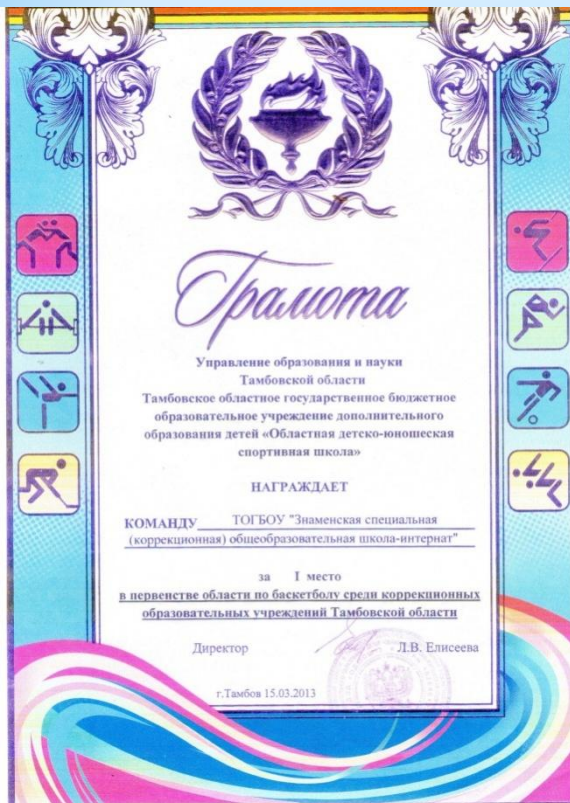 Грамота
Управление образования и науки
Тамбовской области
Тамбовское областное государственное бюджетное
образовательное учреждение дополнительного
образования детей «Областная детско-юношеская
спортивная школа»
НАГРАЖДАЕТ
КОМАНДУ ТОГБОУ "Знаменская специальная
(коррекционная) общеобразовательная школа-интернат"
за I место
в первенстве области по баскетболу среди коррекционных
образовательных учреждений Тамбовской области
Директор Л.В. Елисеева
г.Тамбов 15.03.2013